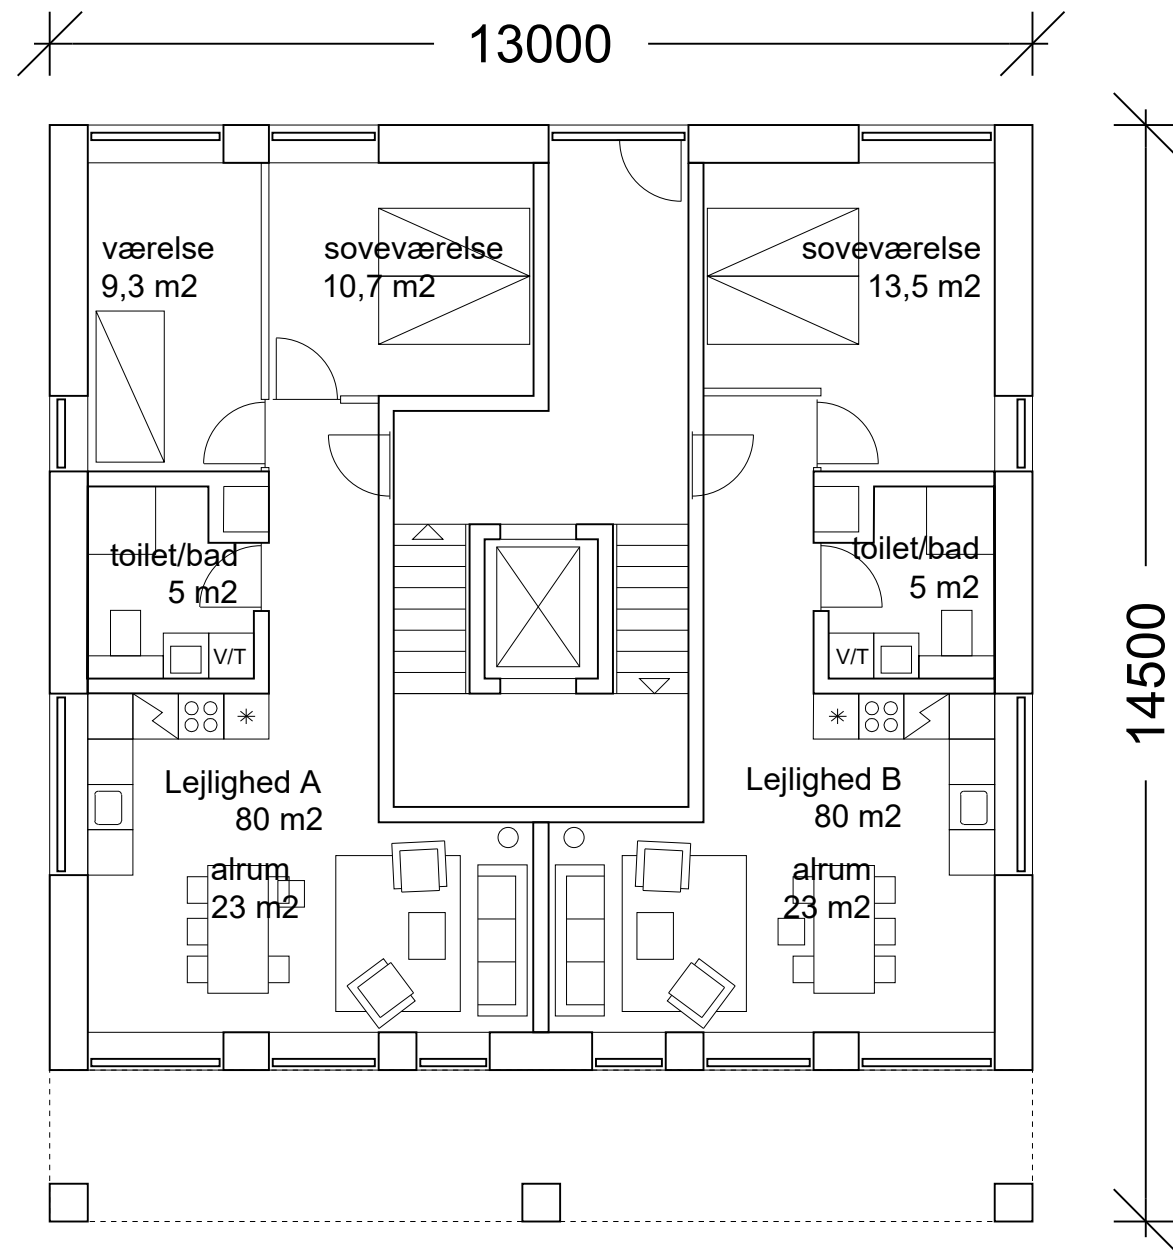 13000
14500
værelse
9,3 m2
soveværelse
10,7 m2
soveværelse
13,5 m2
toilet/bad
5 m2
toilet/bad
5 m2
V/T
V/T
Lejlighed A
80 m2
Lejlighed B
80 m2
alrum
23 m2
alrum
23 m2